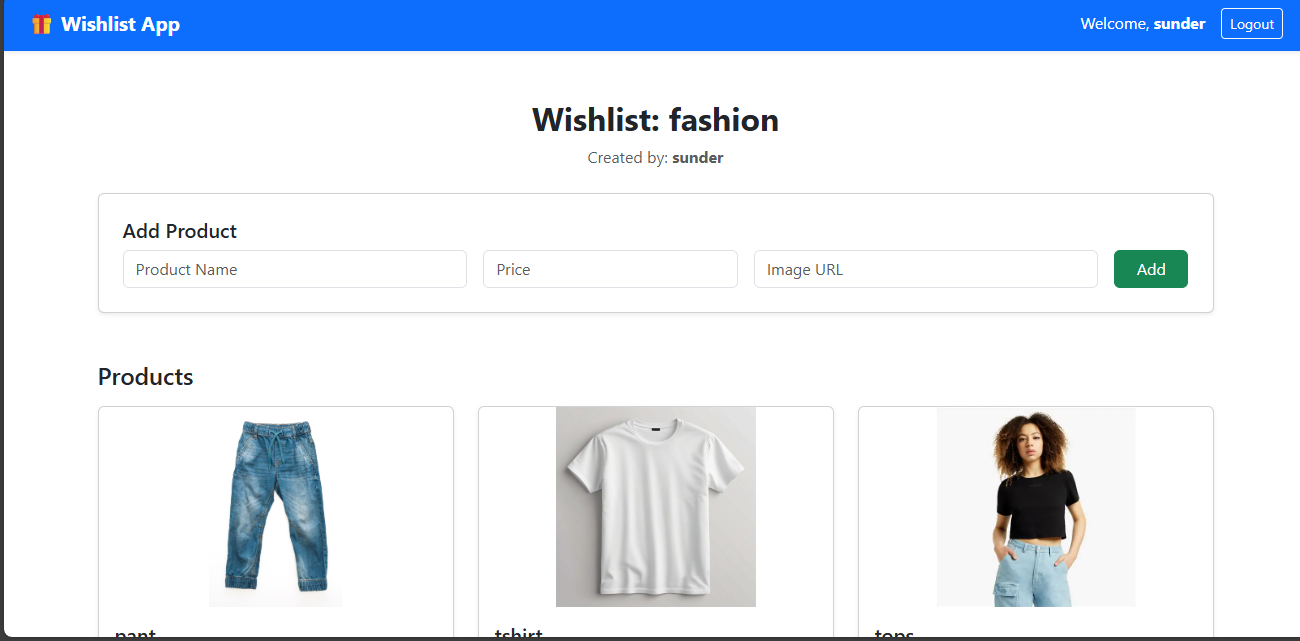 Wishlist App
Welcome, sunder
Logout
Wishlist: fashion
Created by: sunder
Add Product
Product Name
Price
Image URL
Add
Products
pant
tshirt
tops